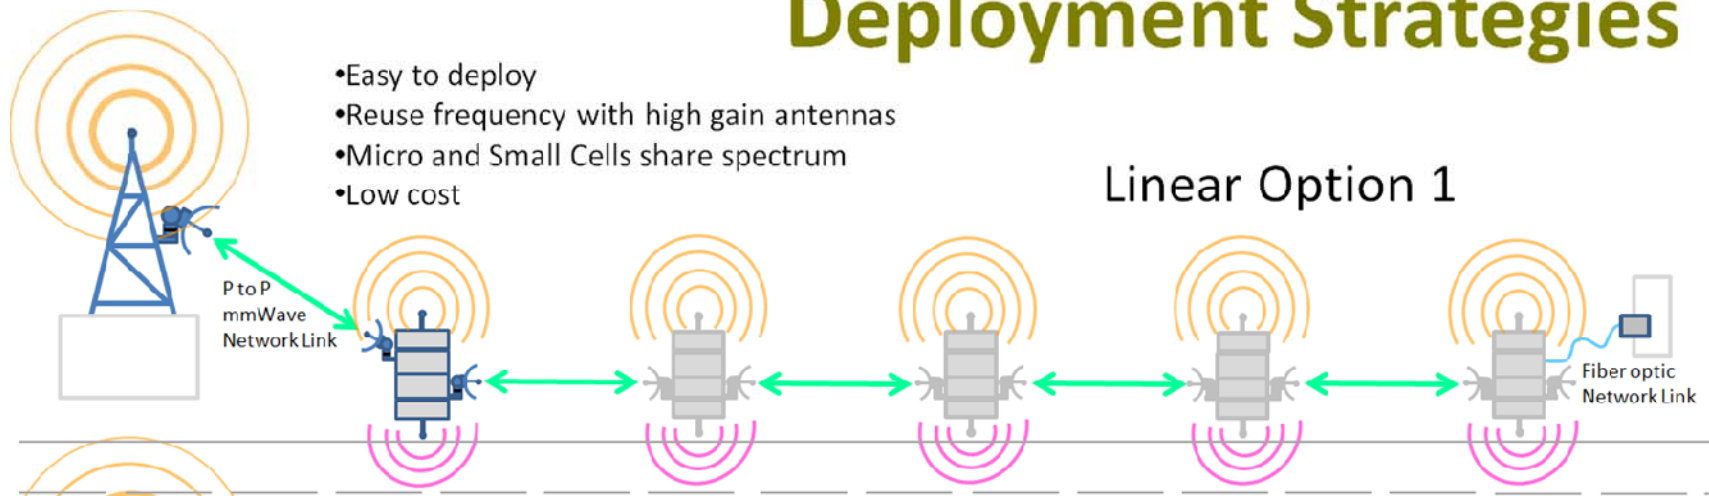 Deployment Strategies
•Easy to deploy
•Reuse frequency with high gain antennas
•Micro and Small Cells share spectrum
•Low cost
Linear Option 1
P to P
mmWave
Network Link
Fiber optic
Network Link